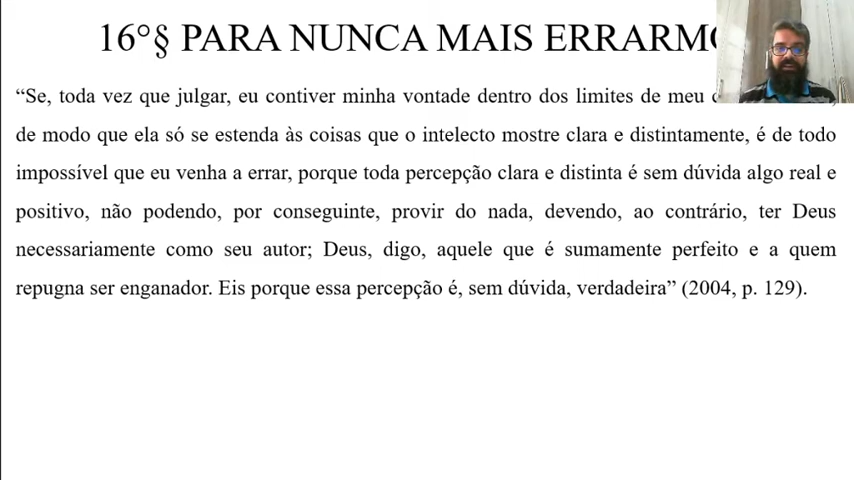 16°§ PARA NUNCA MAIS ERRARMO
“Se, toda vez que julgar, eu contiver minha vontade dentro dos limites de meu
de modo que ela só se estenda às coisas que o intelecto mostre clara e distintamente, é de todo
impossível que eu venha a errar, porque toda percepção clara e distinta é sem dúvida algo real e
positivo, não podendo, por conseguinte, provir do nada, devendo, ao contrário, ter Deus
necessariamente como seu autor; Deus, digo, aquele que é sumamente perfeito e a quem
repugna ser enganador. Eis porque essa percepção é, sem dúvida, verdadeira” (2004, p. 129).